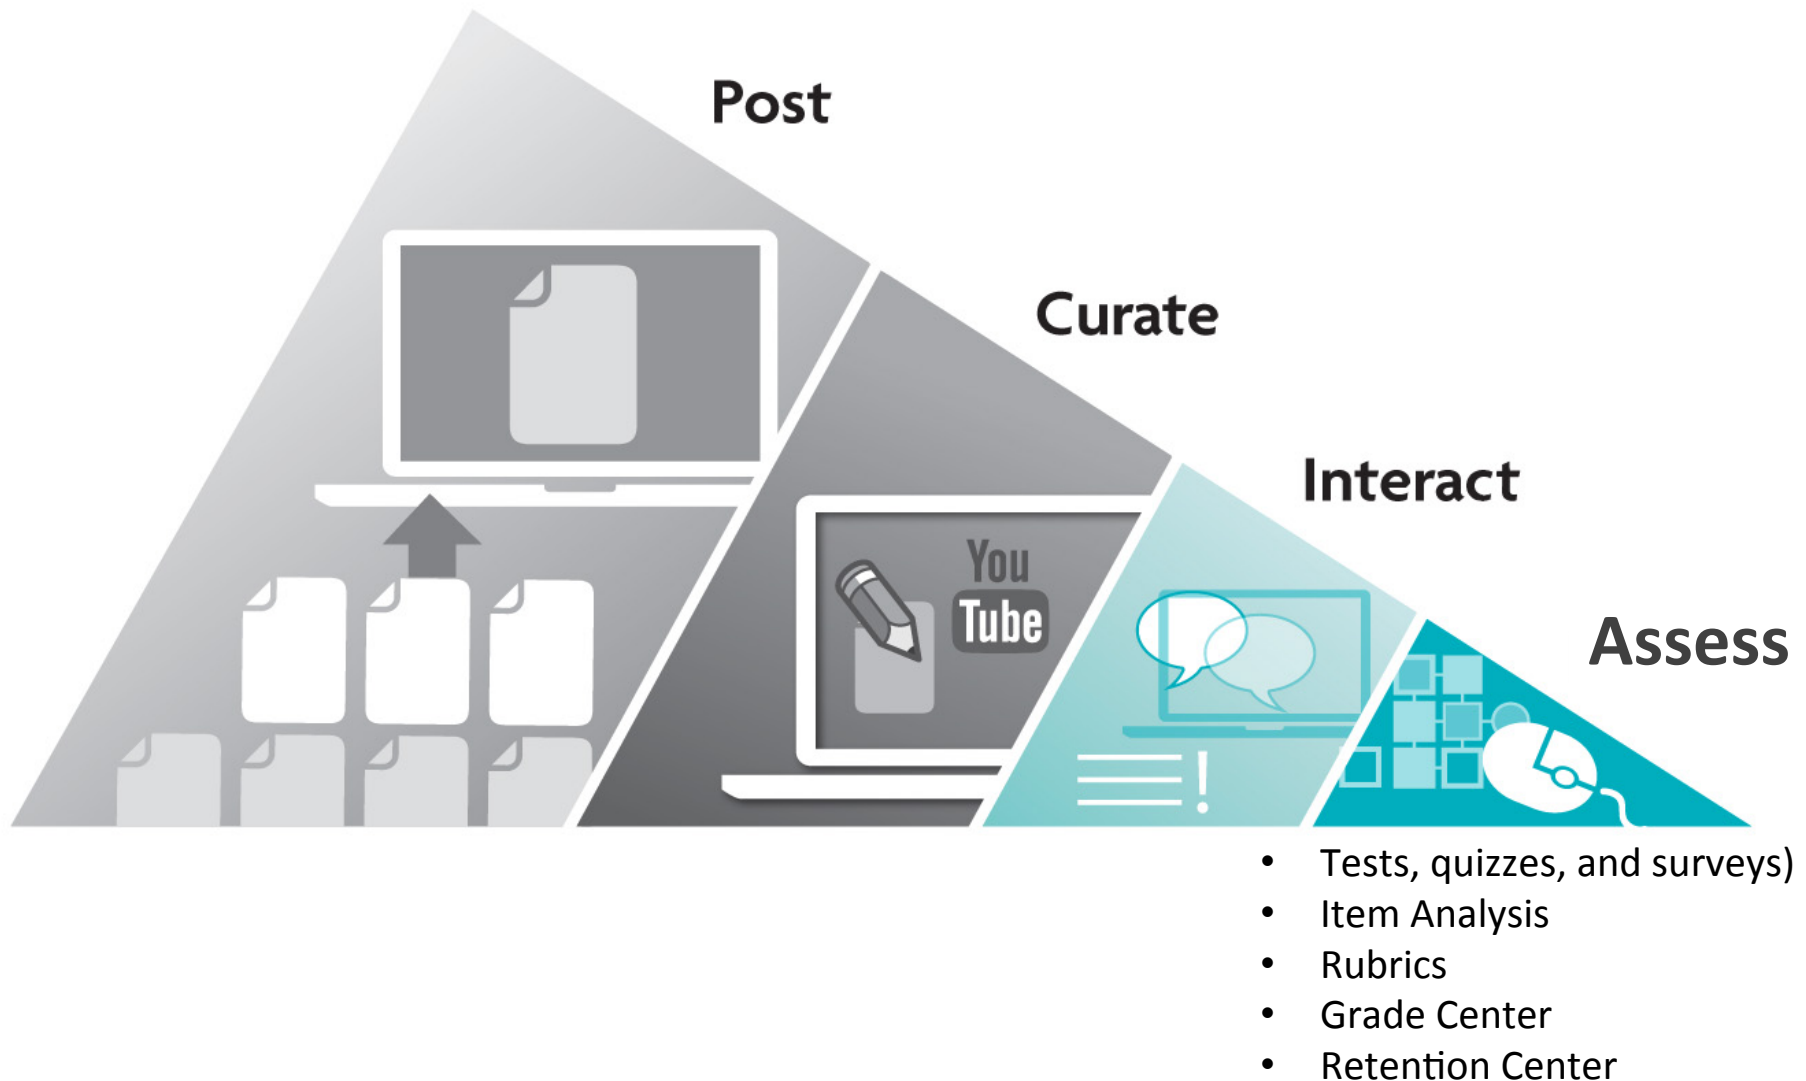 Post
Curate
Interact
You
Tube
Assess
!
• Tests, quizzes, and surveys)
• Item Analysis
• Rubrics
• Grade Center
• Retention Center